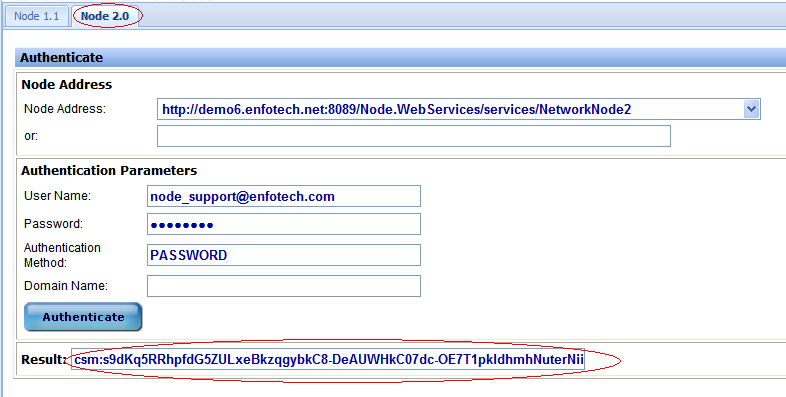 Node 1.1 Node 2.0
Authenticate
Node Address
Node Address: http://demo6.enfotech.net:8089/Node.WebServices/services/NetworkNode2
or:
Authentication Parameters
User Name: node_support@enfotech.com
Password: ●●●●●●●●
Authentication
Method: PASSWORD
Domain Name:
Authenticate
Result: csm:s9dKq5RRhpfdG5ZULxeBkzqgybkC8-DeAUWHkC07dc-OE7T1pkIdhmhNuterNii